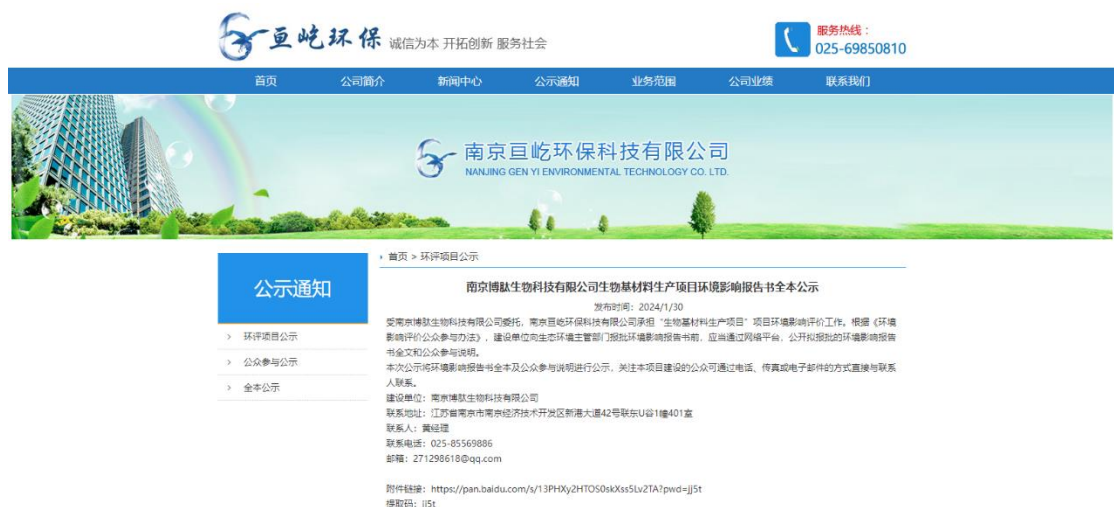 亘屹环保 诚信为本 开拓创新 服务社会
服务热线：
025-69850810
首页 公司简介 新闻中心 公示通知 业务范围 公司业绩 联系我们
南京亘屹环保科技有限公司
NANJING GEN YI ENVIRONMENTAL TECHNOLOGY CO. LTD.
首页 > 环评项目公示
公示通知
> 环评项目公示
> 公众参与公示
> 全本公示
南京博肽生物科技有限公司生物基材料生产项目环境影响报告书全本公示
发布时间：2024/1/30
受南京博肽生物科技有限公司委托，南京亘屹环保科技有限公司承担“生物基材料生产项目”项目环境影响评价工作。根据《环境
影响评价公众参与办法》，建设单位向生态环境主管部门报批环境影响报告书前，应当通过网络平台，公开拟报批的环境影响报告
书全文和公众参与说明。
本次公示将环境影响报告书全本及公众参与说明进行公示，关注本项目建设的公众可通过电话、传真或电子邮件的方式直接与联系
人联系。
建设单位：南京博肽生物科技有限公司
联系地址：江苏省南京市南京经济技术开发区新港大道42号联东U谷1幢401室
联系人：黄经理
联系电话：025-85569886
邮箱：271298618@qq.com
附件链接：https://pan.baidu.com/s/13PHXy2HTOS0skXss5Lv2TA?pwd=jj5t
提取码：jj5t